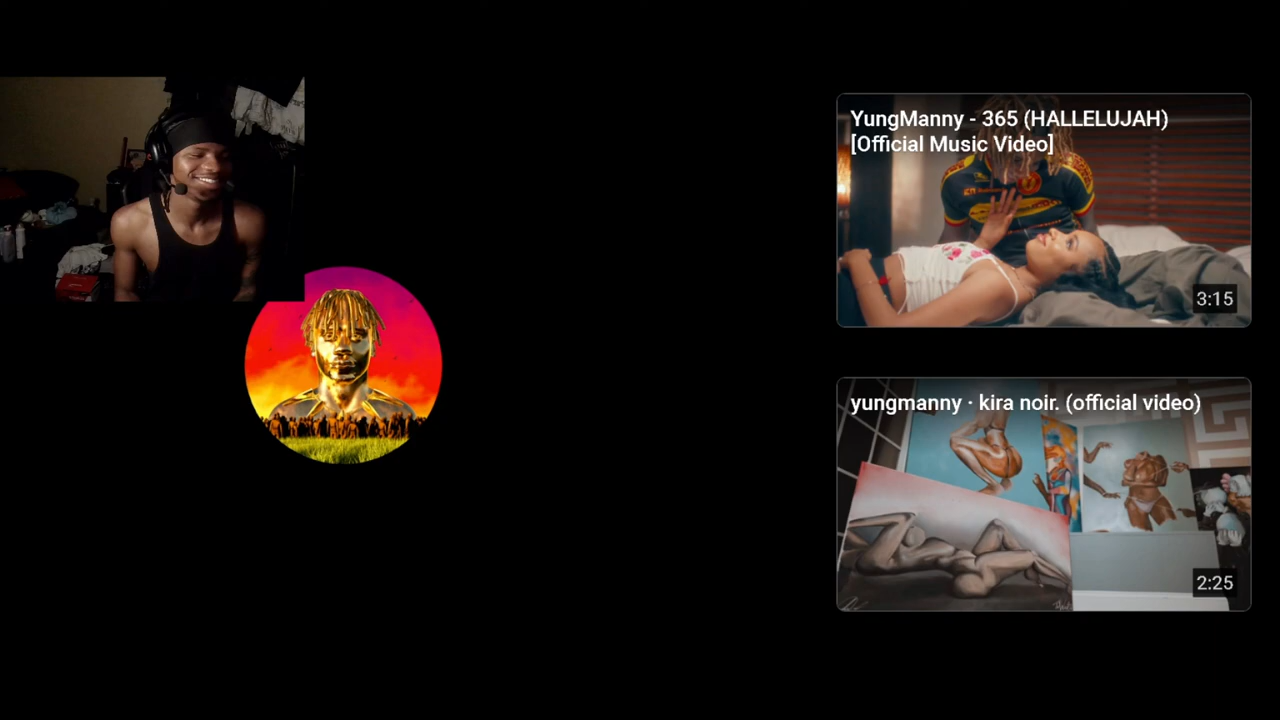 YungManny - 365 (HALLELUJAH)
[Official Music Video]
3:15
yungmanny · kira noir. (official video)
2:25